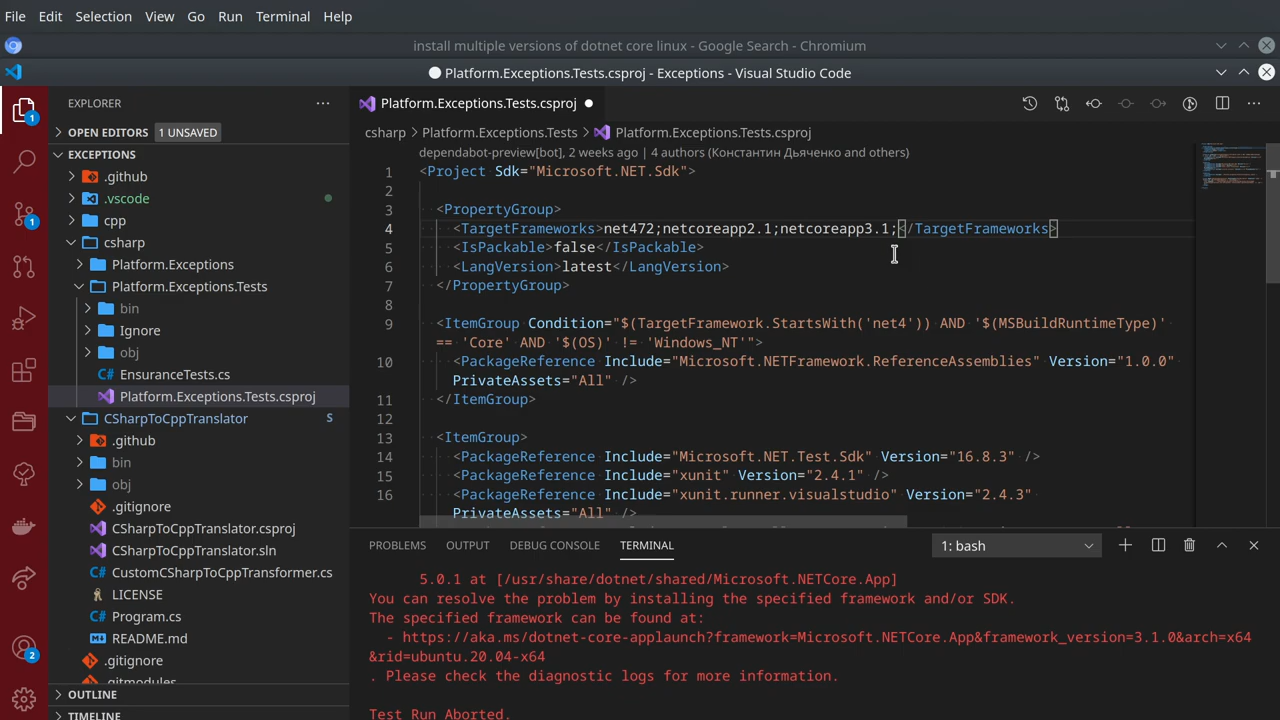 File Edit Selection View Go Run Terminal Help
install multiple versions of dotnet core linux - Google Search - Chromium
Platform.Exceptions.Tests.csproj - Exceptions - Visual Studio Code
EXPLORER
OPEN EDITORS 1 UNSAVED
EXCEPTIONS
.github
.vscode
cpp
csharp
Platform.Exceptions
Platform.Exceptions.Tests
bin
Ignore
obj
EnsuranceTests.cs
Platform.Exceptions.Tests.csproj
CSharpToCppTranslator S
.github
bin
obj
.gitignore
CSharpToCppTranslator.csproj
CSharpToCppTranslator.sln
CustomCSharpToCppTransformer.cs
LICENSE
Program.cs
README.md
.gitignore
.gitmodules
OUTLINE
TIMELINE
1
1
2
Platform.Exceptions.Tests.csproj
csharp > Platform.Exceptions.Tests > Platform.Exceptions.Tests.csproj
dependabot-preview[bot], 2 weeks ago | 4 authors (Константин Дьяченко and others)
1 <Project Sdk="Microsoft.NET.Sdk">
2
3 <PropertyGroup>
4 <TargetFrameworks>net472;netcoreapp2.1;netcoreapp3.1;</TargetFrameworks>
5 <IsPackable>false</IsPackable>
6 <LangVersion>latest</LangVersion>
7 </PropertyGroup>
8
9 <ItemGroup Condition="$(TargetFramework.StartsWith('net4')) AND '$(MSBuildRuntimeType)'
== 'Core' AND '$(OS)' != 'Windows_NT'">
10 <PackageReference Include="Microsoft.NETFramework.ReferenceAssemblies" Version="1.0.0"
PrivateAssets="All" />
11 </ItemGroup>
12
13 <ItemGroup>
14 <PackageReference Include="Microsoft.NET.Test.Sdk" Version="16.8.3" />
15 <PackageReference Include="xunit" Version="2.4.1" />
16 <PackageReference Include="xunit.runner.visualstudio" Version="2.4.3"
PrivateAssets="All" />
PROBLEMS OUTPUT DEBUG CONSOLE TERMINAL 1: bash
5.0.1 at [/usr/share/dotnet/shared/Microsoft.NETCore.App]
You can resolve the problem by installing the specified framework and/or SDK.
The specified framework can be found at:
- https://aka.ms/dotnet-core-applaunch?framework=Microsoft.NETCore.App&framework_version=3.1.0&arch=x64
&rid=ubuntu.20.04-x64
. Please check the diagnostic logs for more information.
Test Run Aborted.